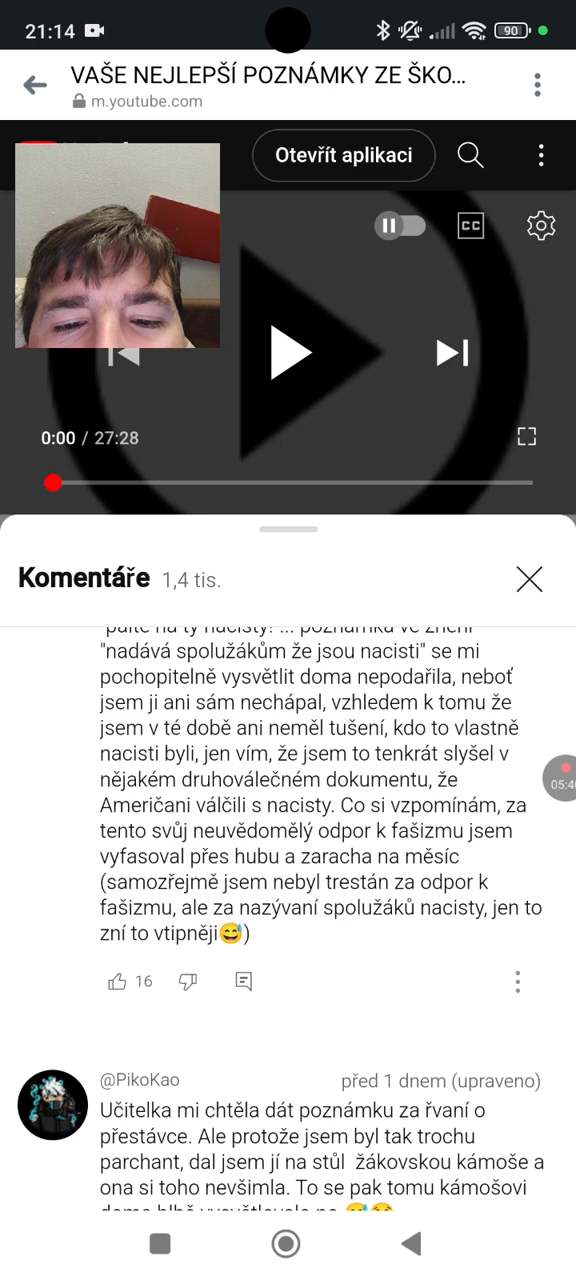 21:14
90
VAŠE NEJLEPŠÍ POZNÁMKY ZE ŠKO...
m.youtube.com
Otevřít aplikaci
CC
0:00 / 27:28
Komentáře 1,4 tis.
"nadává spolužákům že jsou nacisti" se mi
pochopitelně vysvětlit doma nepodařila, neboť
jsem ji ani sám nechápal, vzhledem k tomu že
jsem v té době ani neměl tušení, kdo to vlastně
nacisti byli, jen vím, že jsem to tenkrát slyšel v
nějakém druhoválečném dokumentu, že
05:4
Američani válčili s nacisty. Co si vzpomínám, za
tento svůj neuvědomělý odpor k fašizmu jsem
vyfasoval přes hubu a zaracha na měsíc
(samozřejmě jsem nebyl trestán za odpor k
fašizmu, ale za nazývaní spolužáků nacisty, jen to
zní to vtipněji😅)
16
@PikoKao před 1 dnem (upraveno)
Učitelka mi chtěla dát poznámku za řvaní o
přestávce. Ale protože jsem byl tak trochu
parchant, dal jsem jí na stůl žákovskou kámoše a
ona si toho nevšimla. To se pak tomu kámošovi